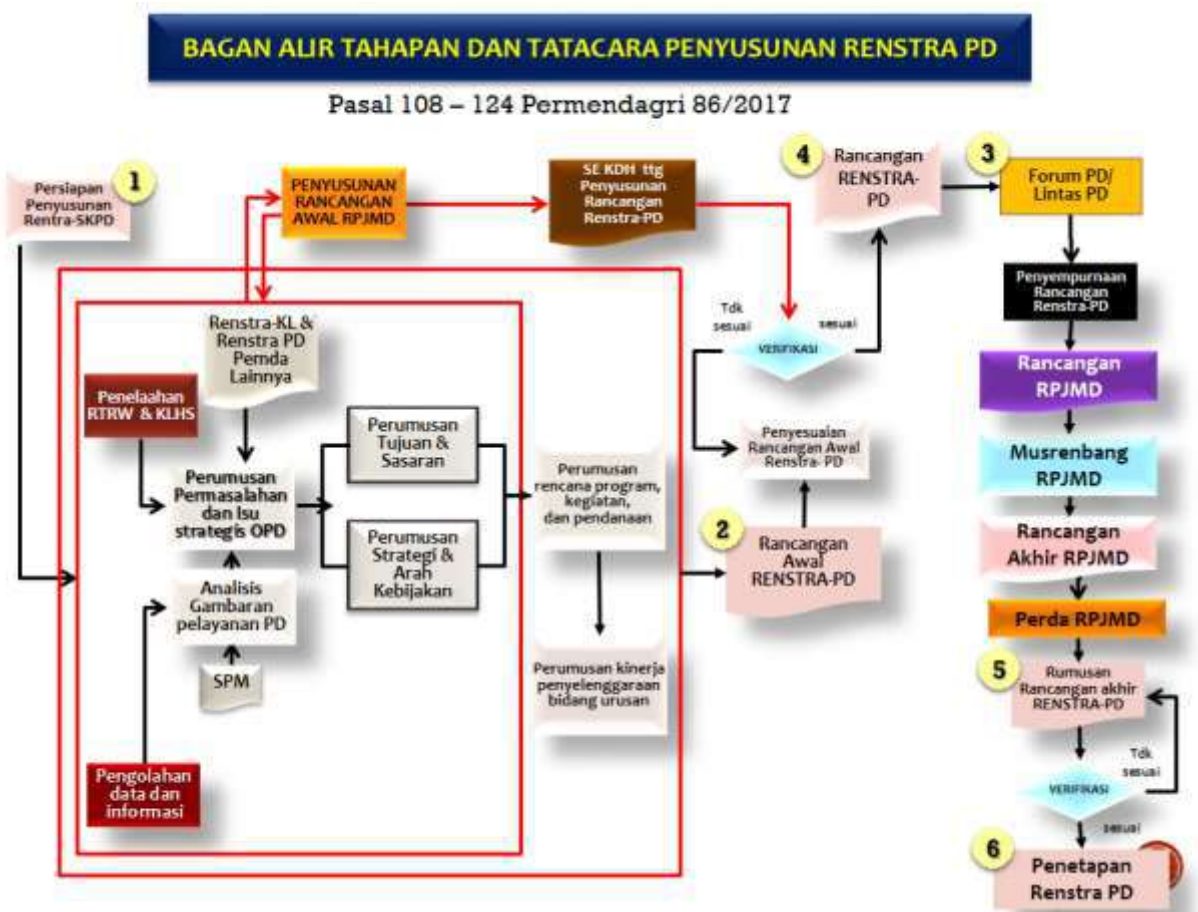 BAGAN ALIR TAHAPAN DAN TATACARA PENYUSUNAN RENSTRA PD
Pasal 108 – 124 Permendagri 86/2017
1
Persiapan
Penyusunan
Rentra-SKPD
PENYUSUNAN
RANCANGAN
AWAL RPJMD
SE KDH ttg
Penyusunan
Rancangan
Renstra-PD
4
Rancangan
RENSTRA-
PD
3
Forum PD/
Lintas PD
Penyempurnaan
Rancangan
Renstra-PD
Tdk
sesuai
sesuai
VERIFIKASI
Renstra-KL &
Renstra PD
Pemda
Lainnya
Penelaahan
RTRW & KLHS
Perumusan
Permasalahan
dan Isu
strategis OPD
Perumusan
Tujuan &
Sasaran
Perumusan
Strategi &
Arah
Kebijakan
Analisis
Gambaran
pelayanan PD
SPM
Pengolahan
data dan
informasi
Perumusan
rencana program,
kegiatan,
dan pendanaan
Perumusan kinerja
penyelenggaraan
bidang urusan
Penyesuaian
Rancangan Awal
Renstra- PD
2
Rancangan
Awal
RENSTRA-PD
Rancangan
RPJMD
Musrenbang
RPJMD
Rancangan
Akhir RPJMD
Perda RPJMD
5
Rumusan
Rancangan akhir
RENSTRA-PD
Tdk
sesuai
VERIFIKASI
sesuai
6
Penetapan
Renstra PD